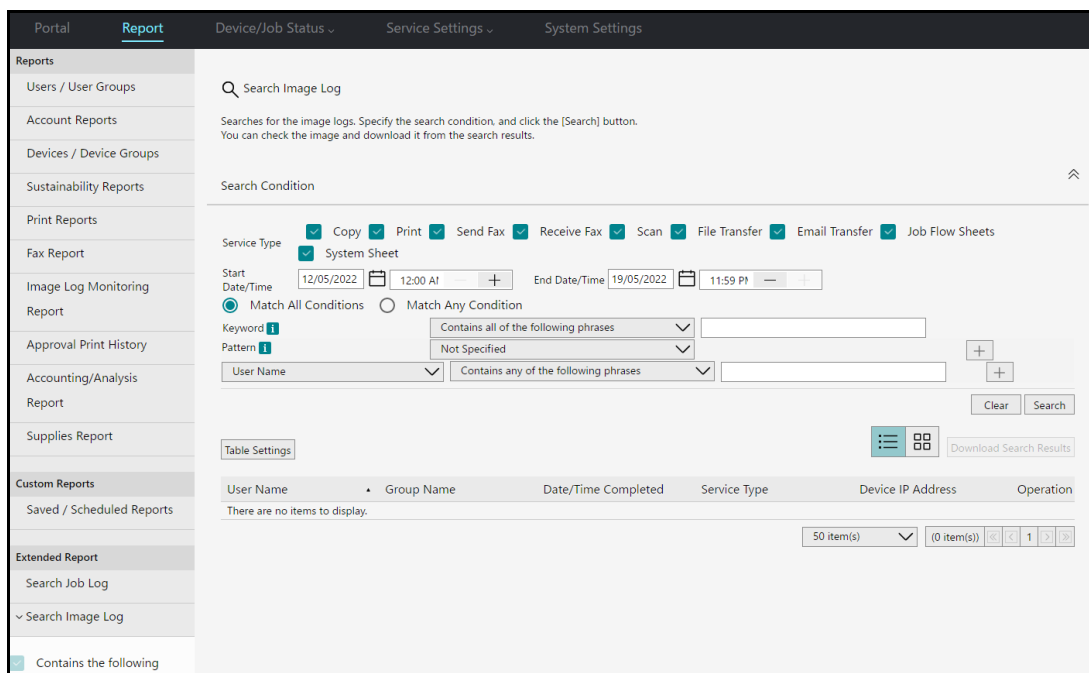 Portal Report Device/Job Status Service Settings System Settings
Reports
Users / User Groups
Account Reports
Devices / Device Groups
Sustainability Reports
Print Reports
Fax Report
Image Log Monitoring
Report
Approval Print History
Accounting/Analysis
Report
Supplies Report
Custom Reports
Saved / Scheduled Reports
Extended Report
Search Job Log
Search Image Log
Contains the following
Search Image Log
Searches for the image logs. Specify the search condition, and click the [Search] button.
You can check the image and download it from the search results.
Search Condition
Service Type Copy Print Send Fax Receive Fax Scan File Transfer Email Transfer Job Flow Sheets
System Sheet
Start
Date/Time 12/05/2022 12:00 AM End Date/Time 19/05/2022 11:59 PM
Match All Conditions Match Any Condition
Keyword i Contains all of the following phrases
Pattern i Not Specified +
User Name Contains any of the following phrases +
Clear Search
Table Settings Download Search Results
User Name Group Name Date/Time Completed Service Type Device IP Address Operation
There are no items to display.
50 item(s) (0 item(s)) 1